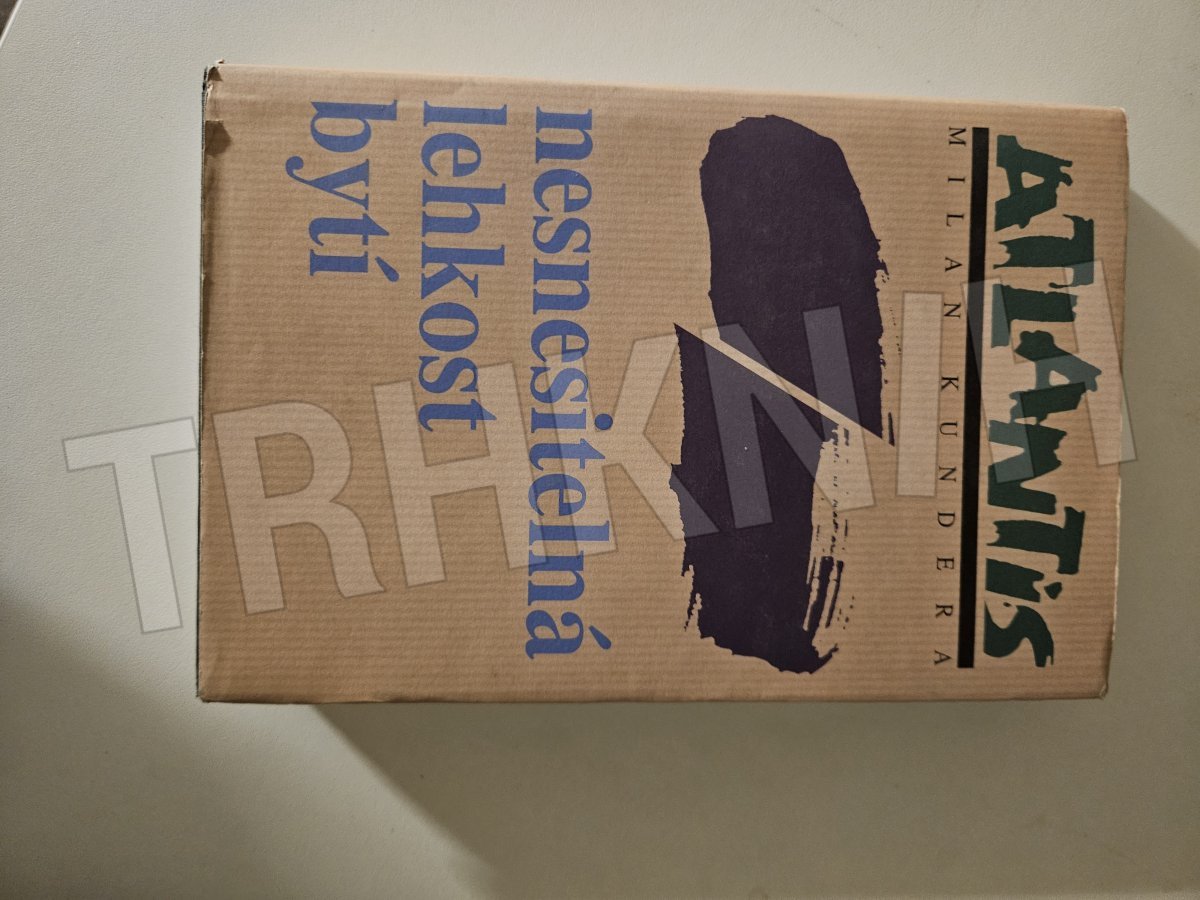 ATLANTIS
MILAN KUNDERA
nesnesitelná
lehkost
bytí
TRHKNIH